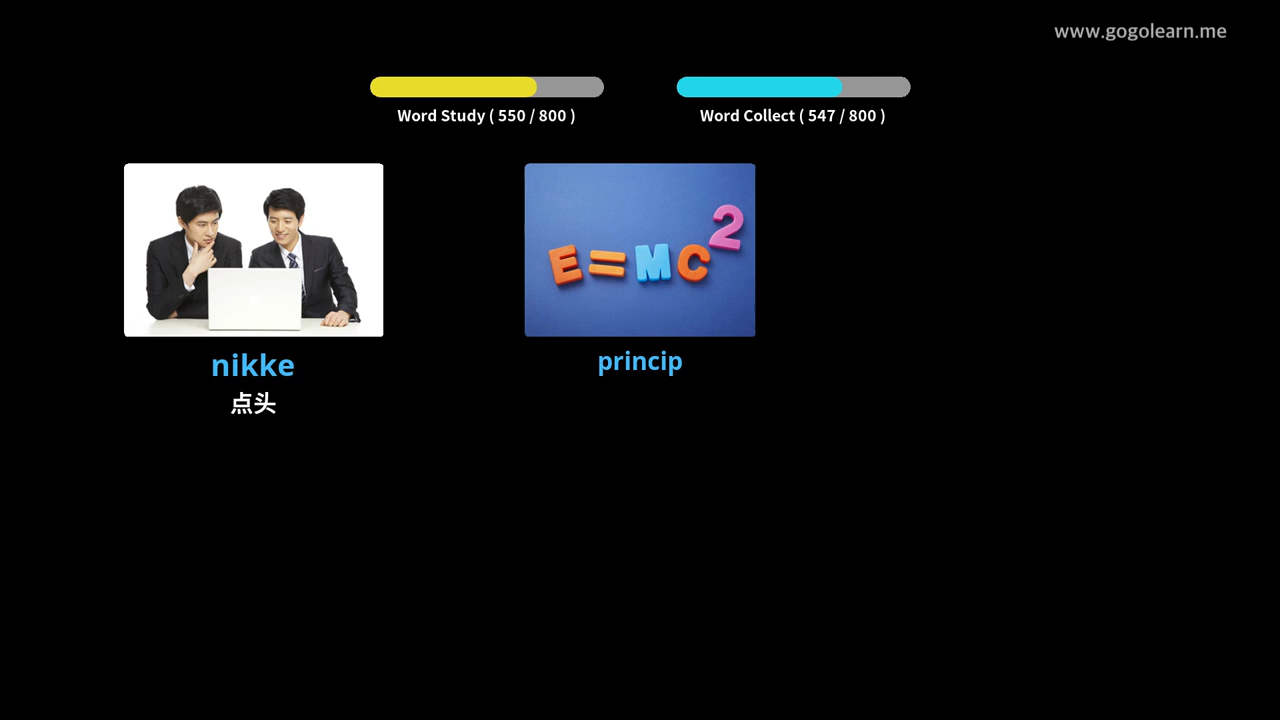 www.gogolearn.me
Word Study ( 550 / 800 )
Word Collect ( 547 / 800 )
E=MC2
nikke
princip
点头